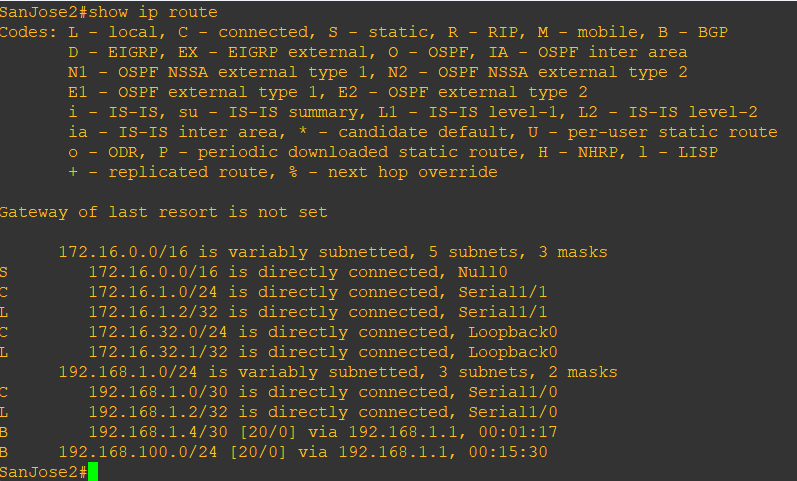 SanJose2#show ip route
Codes: L - local, C - connected, S - static, R - RIP, M - mobile, B - BGP
       D - EIGRP, EX - EIGRP external, O - OSPF, IA - OSPF inter area
       N1 - OSPF NSSA external type 1, N2 - OSPF NSSA external type 2
       E1 - OSPF external type 1, E2 - OSPF external type 2
       i - IS-IS, su - IS-IS summary, L1 - IS-IS level-1, L2 - IS-IS level-2
       ia - IS-IS inter area, * - candidate default, U - per-user static route
       o - ODR, P - periodic downloaded static route, H - NHRP, l - LISP
       + - replicated route, % - next hop override
Gateway of last resort is not set
      172.16.0.0/16 is variably subnetted, 5 subnets, 3 masks
S        172.16.0.0/16 is directly connected, Null0
C        172.16.1.0/24 is directly connected, Serial1/1
L        172.16.1.2/32 is directly connected, Serial1/1
C        172.16.32.0/24 is directly connected, Loopback0
L        172.16.32.1/32 is directly connected, Loopback0
      192.168.1.0/24 is variably subnetted, 3 subnets, 2 masks
C        192.168.1.0/30 is directly connected, Serial1/0
L        192.168.1.2/32 is directly connected, Serial1/0
B        192.168.1.4/30 [20/0] via 192.168.1.1, 00:01:17
B     192.168.100.0/24 [20/0] via 192.168.1.1, 00:15:30
SanJose2#